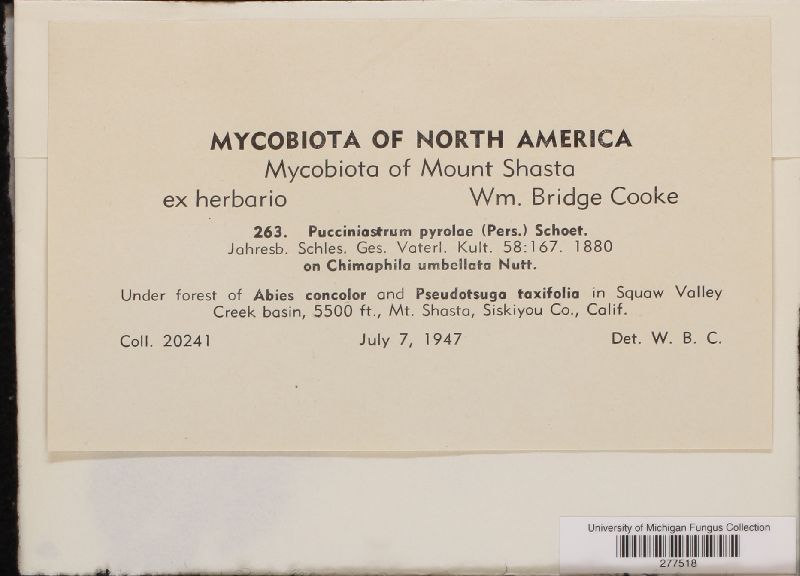 MYCOBIOTA OF NORTH AMERICA
Mycobiota of Mount Shasta
ex herbario Wm. Bridge Cooke
263. Pucciniastrum pyrolae (Pers.) Schoet.
Jahresb. Schles. Ges. Vaterl. Kult. 58:167. 1880
on Chimaphila umbellata Nutt.
Under forest of Abies concolor and Pseudotsuga taxifolia in Squaw Valley
Creek basin, 5500 ft., Mt. Shasta, Siskiyou Co., Calif.
Coll. 20241 July 7, 1947 Det. W. B. C.
University of Michigan Fungus Collection
277518